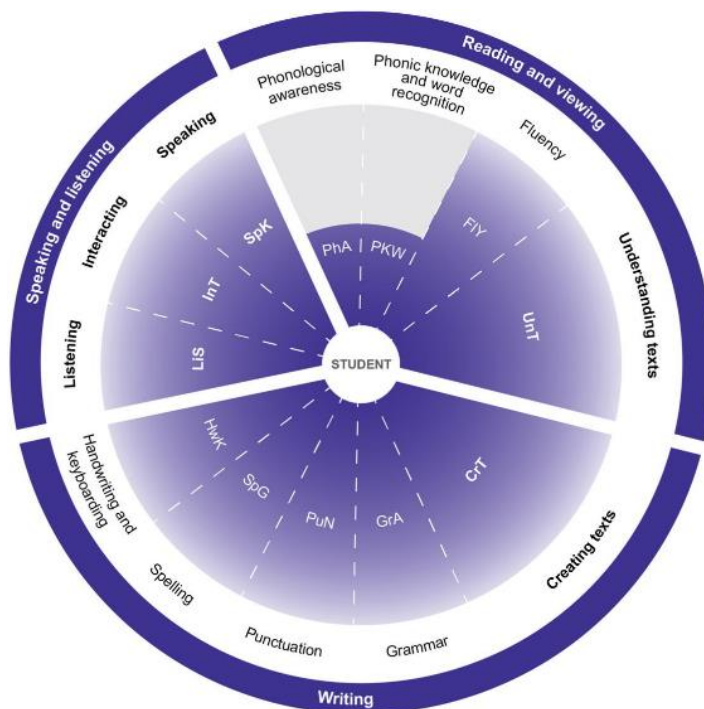 Reading and viewing
Phonological
awareness
Phonic knowledge
and word
recognition
Fluency
Understanding texts
PhA
PKW
FlY
UnT
Speaking and listening
Speaking
Interacting
Listening
SpK
InT
LiS
STUDENT
HwK
SpG
PuN
GrA
CrT
Handwriting and
keyboarding
Spelling
Punctuation
Grammar
Creating texts
Writing